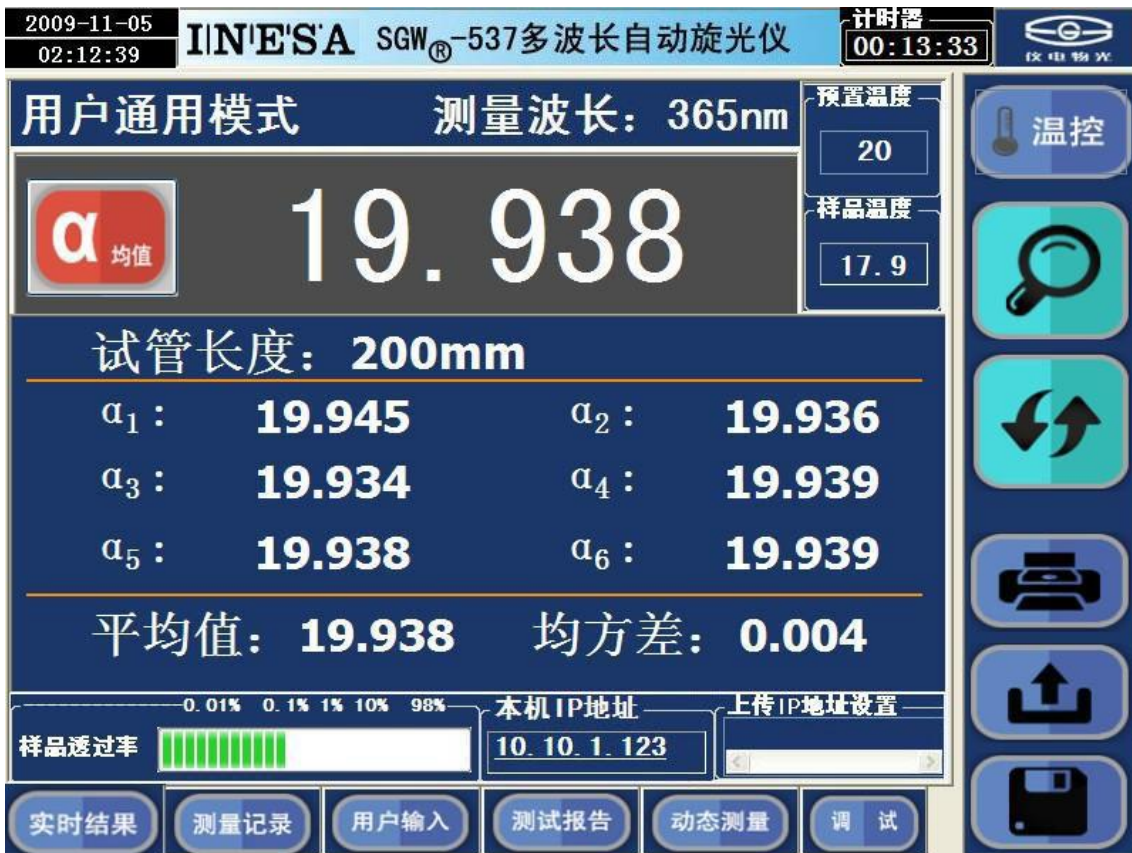 2009-11-05
02:12:39
INESA SGW®-537多波长自动旋光仪
计时器
00:13:33
仪电物光
用户通用模式 测量波长: 365nm
预置温度
20
温控
α 均值
19.938
样品温度
17.9
试管长度: 200mm
α1: 19.945 α2: 19.936
α3: 19.934 α4: 19.939
α5: 19.938 α6: 19.939
平均值: 19.938 均方差: 0.004
0.01% 0.1% 1% 10% 98%
样品透过率
本机IP地址
10.10.1.123
上传IP地址设置
实时结果 测量记录 用户输入 测试报告 动态测量 调 试